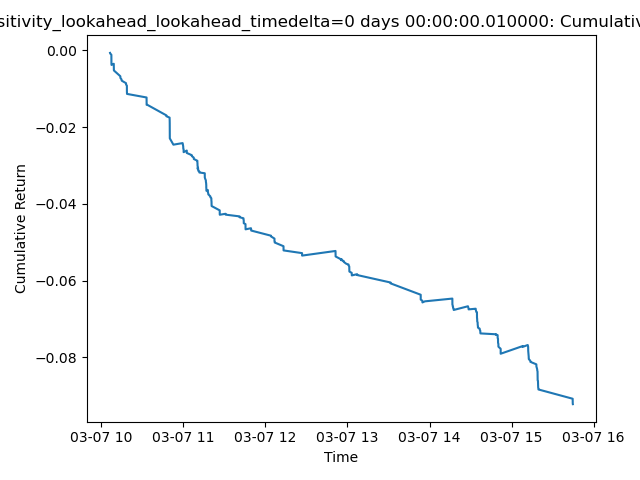 sitivity_lookahead_lookahead_timedelta=0 days 00:00:00.010000: Cumulative
0.00
−0.02
−0.04
−0.06
−0.08
Cumulative Return
03-07 10 03-07 11 03-07 12 03-07 13 03-07 14 03-07 15 03-07 16
Time